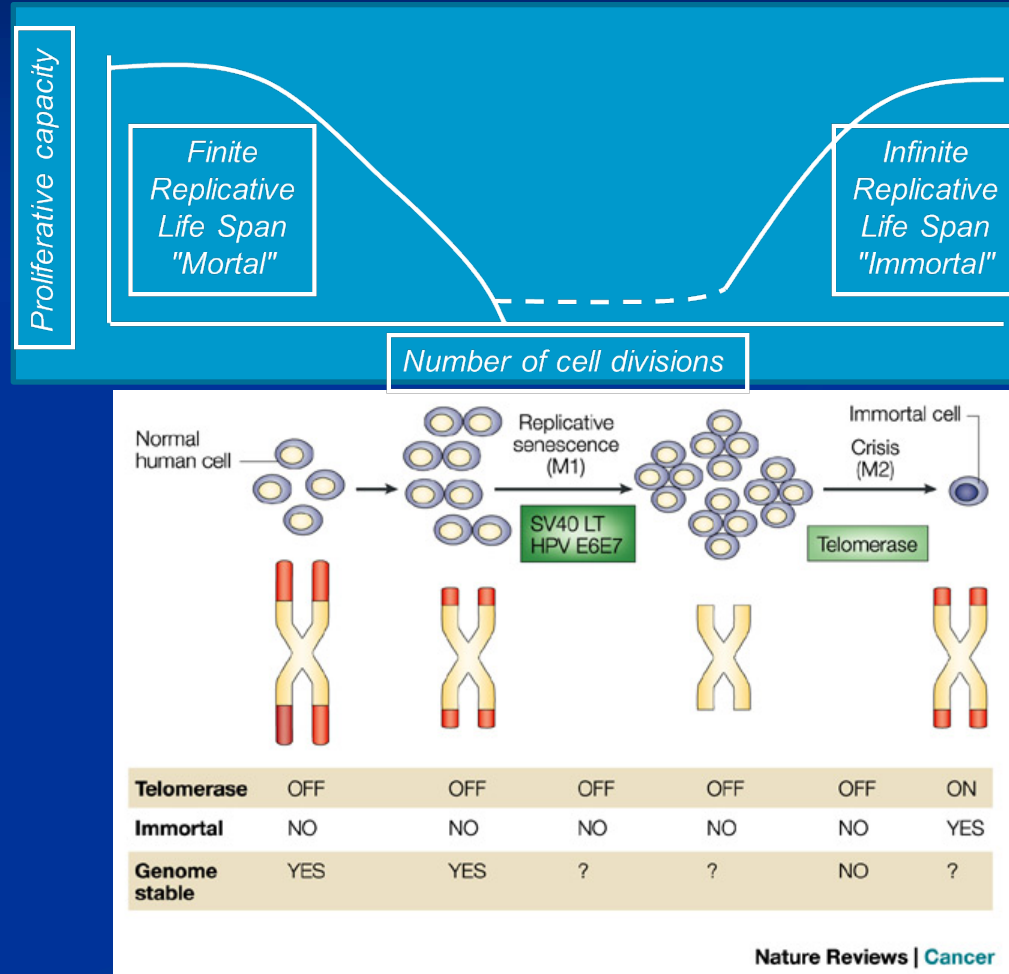 Proliferative capacity
Finite
Replicative
Life Span
"Mortal"
Infinite
Replicative
Life Span
"Immortal"
Number of cell divisions
Normal
human cell
Replicative
senescence
(M1)
SV40 LT
HPV E6E7
Immortal cell
Crisis
(M2)
Telomerase
Telomerase OFF OFF OFF OFF OFF ON
Immortal NO NO NO NO NO YES
Genome
stable YES YES ? ? NO ?
Nature Reviews | Cancer